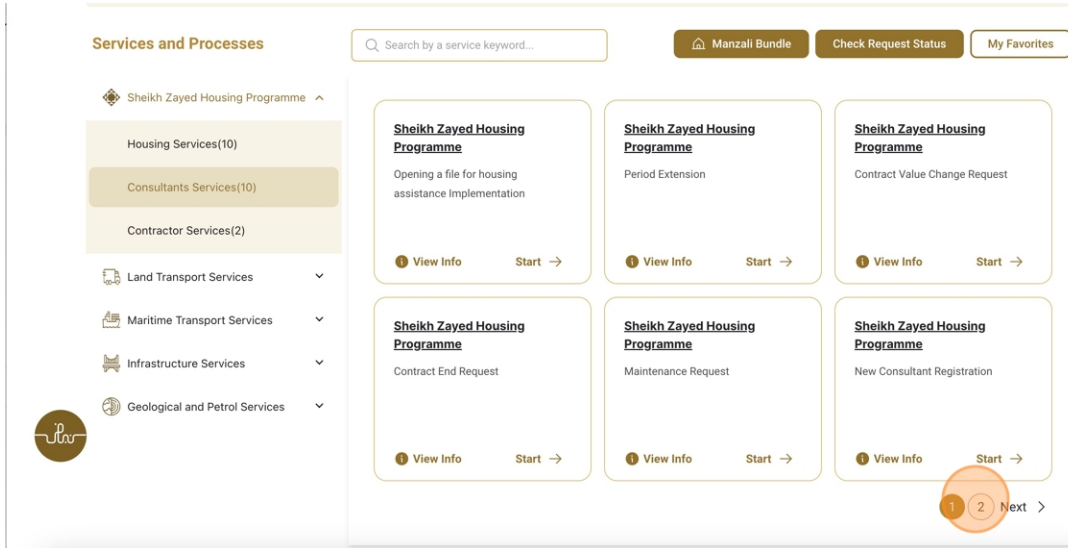 Services and Processes
Search by a service keyword...
Manzali Bundle
Check Request Status
My Favorites
Sheikh Zayed Housing Programme
Housing Services(10)
Consultants Services(10)
Contractor Services(2)
Land Transport Services
Maritime Transport Services
Infrastructure Services
Geological and Petrol Services
Sheikh Zayed Housing
Programme
Opening a file for housing
assistance Implementation
View Info
Start
Sheikh Zayed Housing
Programme
Period Extension
View Info
Start
Sheikh Zayed Housing
Programme
Contract Value Change Request
View Info
Start
Sheikh Zayed Housing
Programme
Contract End Request
View Info
Start
Sheikh Zayed Housing
Programme
Maintenance Request
View Info
Start
Sheikh Zayed Housing
Programme
New Consultant Registration
View Info
Start
1 2 Next